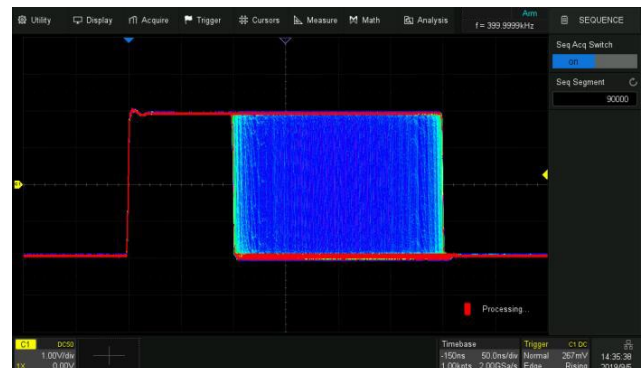 Utility Display Acquire Trigger Cursors Measure Math Analysis
Arm
f = 399.9999kHz
SEQUENCE
Seq Acq Switch
on
Seq Segment
90000
Processing...
C1 DC50
1.00V/div
1X 0.00V
Timebase
-150ns 50.0ns/div
1.00kpts 2.00GSa/s
Trigger C1 DC
Normal 267mV
Edge Rising
14:35:38
2019/9/5